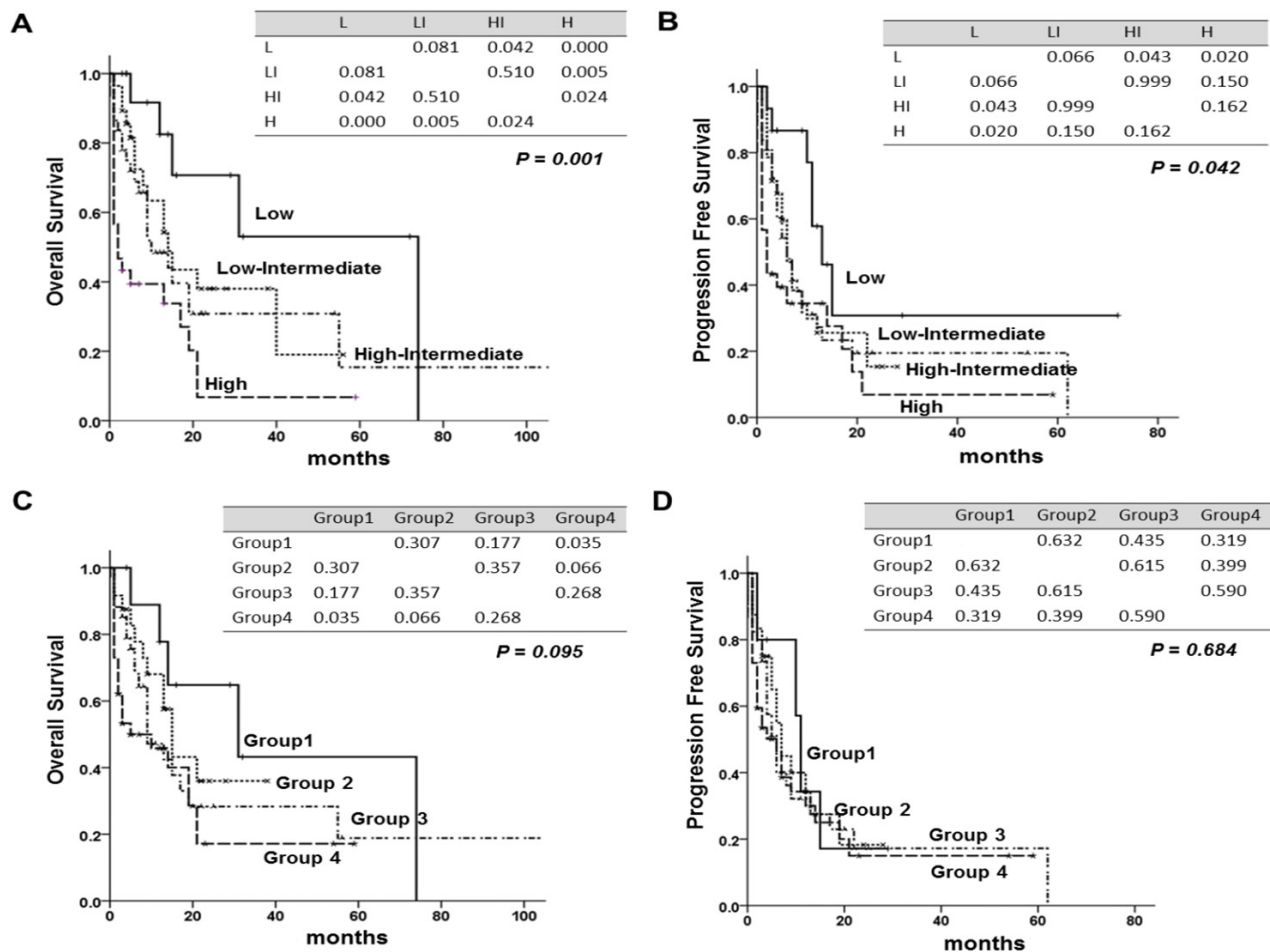 A
L LI HI H
L 0.081 0.042 0.000
LI 0.081 0.510 0.005
HI 0.042 0.510 0.024
H 0.000 0.005 0.024
P = 0.001
Overall Survival
1.0
0.8
0.6
0.4
0.2
0.0
Low
Low-Intermediate
High-Intermediate
High
0 20 40 60 80 100
months
B
L LI HI H
L 0.066 0.043 0.020
LI 0.066 0.999 0.150
HI 0.043 0.999 0.162
H 0.020 0.150 0.162
P = 0.042
Progression Free Survival
1.0
0.8
0.6
0.4
0.2
0.0
Low
Low-Intermediate
High-Intermediate
High
0 20 40 60 80
months
C
Group1 Group2 Group3 Group4
Group1 0.307 0.177 0.035
Group2 0.307 0.357 0.066
Group3 0.177 0.357 0.268
Group4 0.035 0.066 0.268
P = 0.095
Overall Survival
1.0
0.8
0.6
0.4
0.2
0.0
Group1
Group 2
Group 3
Group 4
0 20 40 60 80 100
months
D
Group1 Group2 Group3 Group4
Group1 0.632 0.435 0.319
Group2 0.632 0.615 0.399
Group3 0.435 0.615 0.590
Group4 0.319 0.399 0.590
P = 0.684
Progression Free Survival
1.0
0.8
0.6
0.4
0.2
0.0
Group1
Group 2
Group 3
Group 4
0 20 40 60 80
months